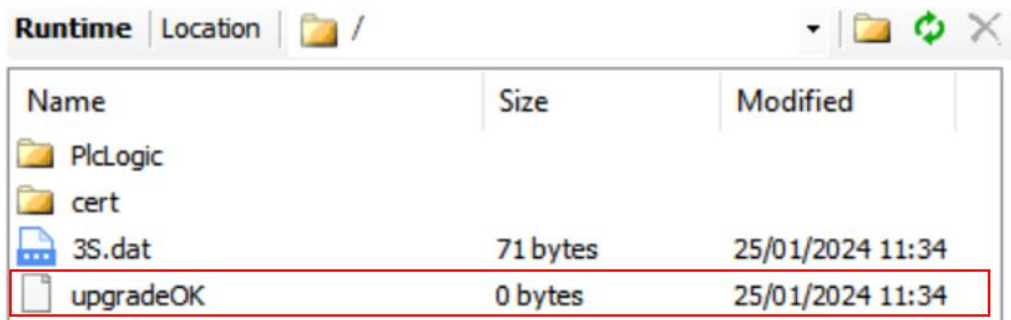 Runtime Location /
Name Size Modified
PlcLogic
cert
3S.dat 71 bytes 25/01/2024 11:34
upgradeOK 0 bytes 25/01/2024 11:34